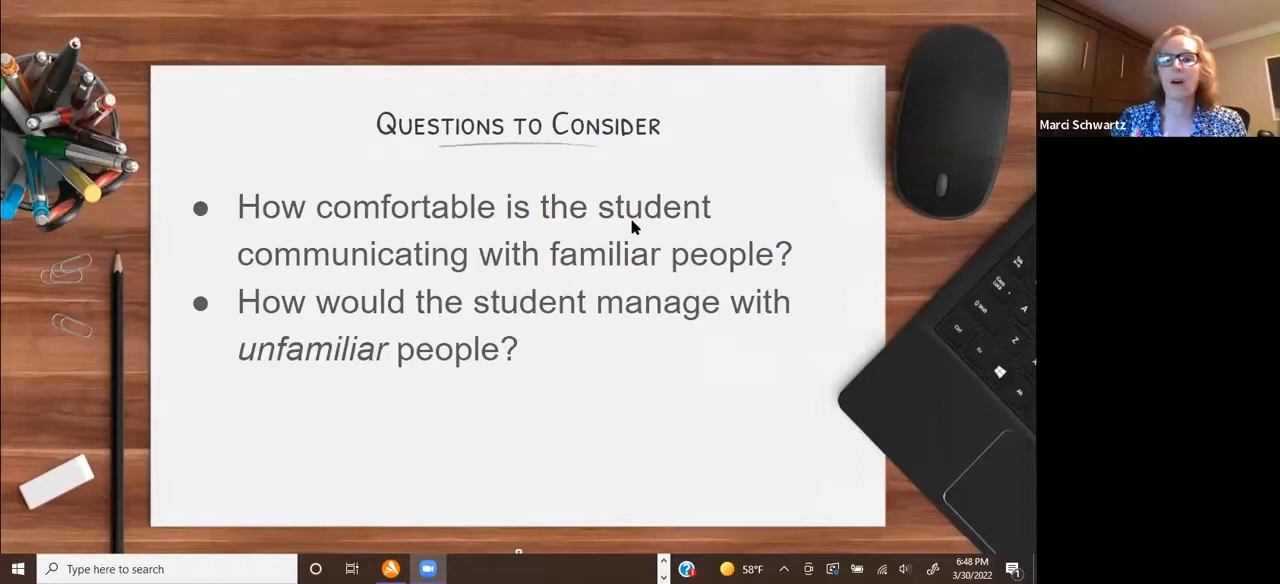 Questions to Consider
● How comfortable is the student
communicating with familiar people?
● How would the student manage with
unfamiliar people?
Marci Schwartz
Type here to search
58°F
6:48 PM
3/30/2022